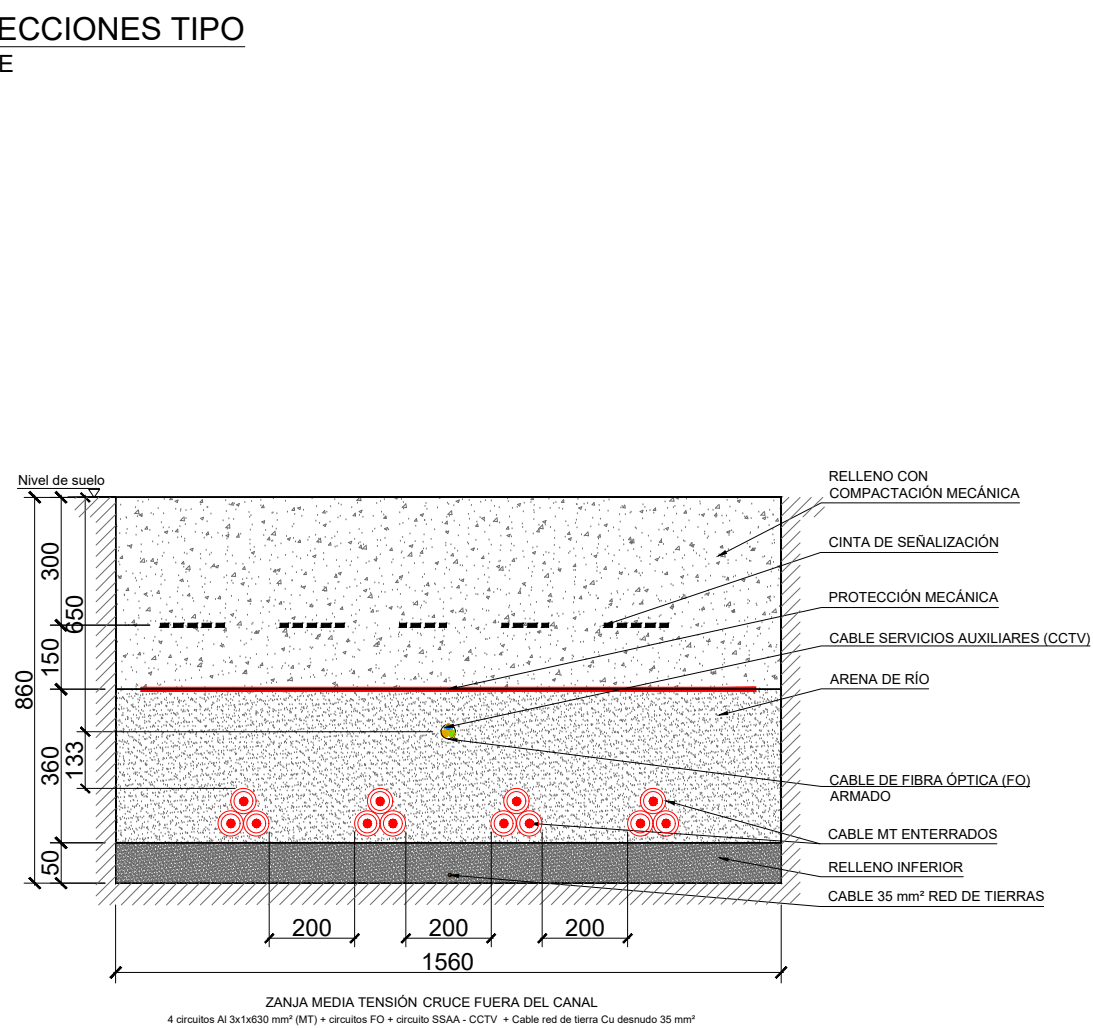 ECCIONES TIPO
E
Nivel de suelo
RELLENO CON
COMPACTACIÓN MECÁNICA
CINTA DE SEÑALIZACIÓN
PROTECCIÓN MECÁNICA
CABLE SERVICIOS AUXILIARES (CCTV)
ARENA DE RÍO
CABLE DE FIBRA ÓPTICA (FO)
ARMADO
CABLE MT ENTERRADOS
RELLENO INFERIOR
CABLE 35 mm² RED DE TIERRAS
860
300
150
360
50
650
133
200
200
200
1560
ZANJA MEDIA TENSIÓN CRUCE FUERA DEL CANAL
4 circuitos Al 3x1x630 mm² (MT) + circuitos FO + circuito SSAA - CCTV + Cable red de tierra Cu desnudo 35 mm²